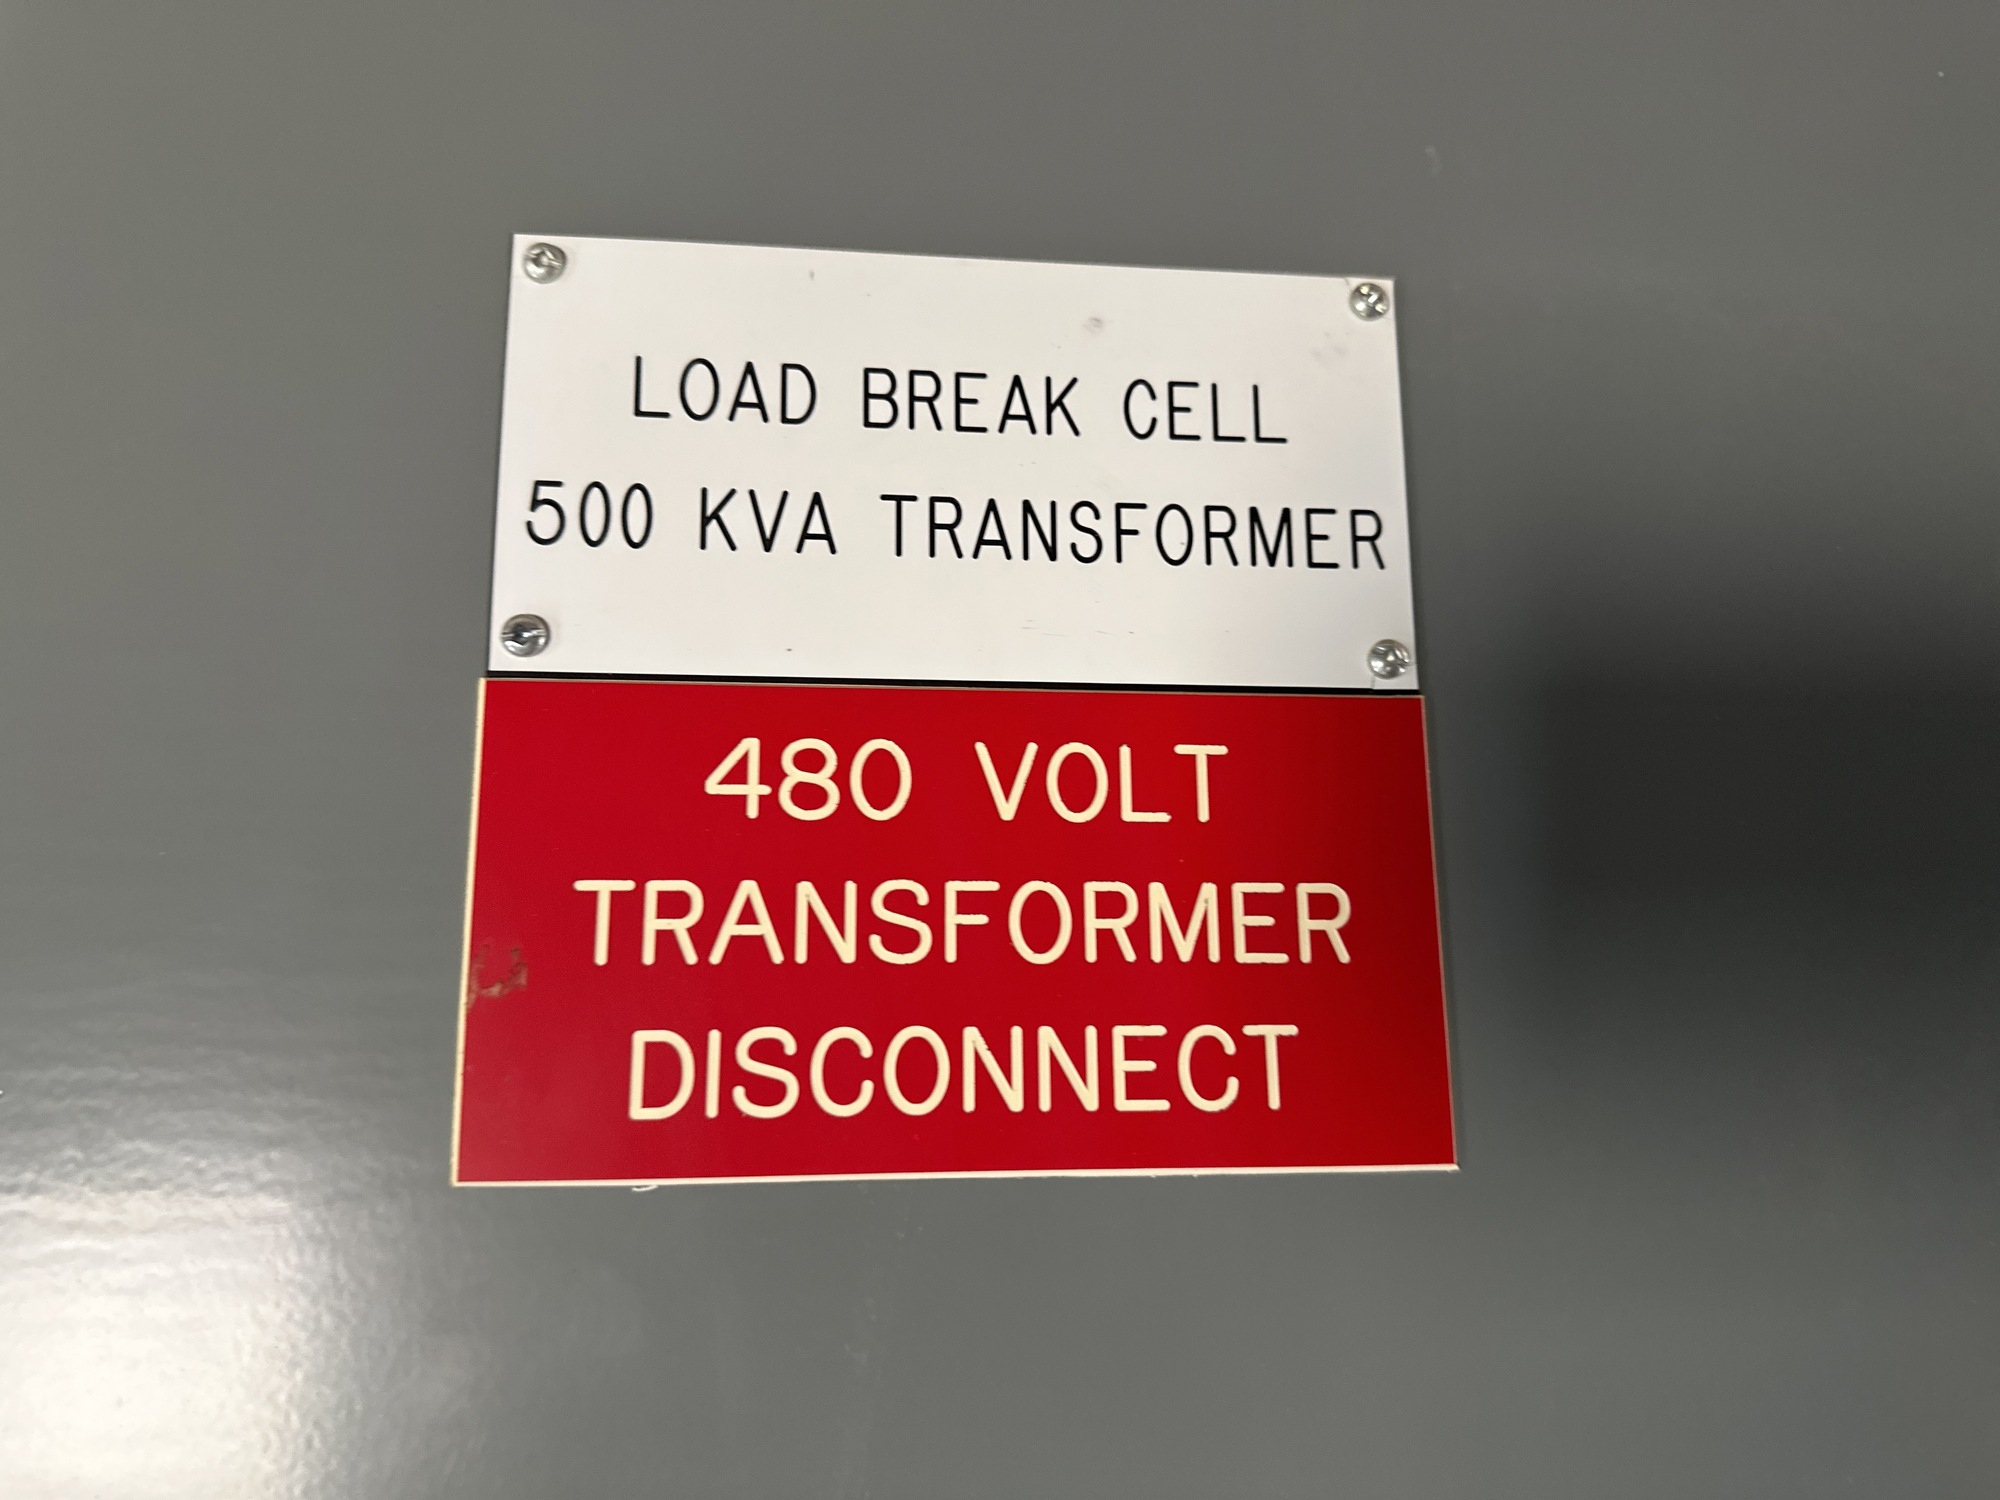 LOAD BREAK CELL
500 KVA TRANSFORMER
480 VOLT
TRANSFORMER
DISCONNECT